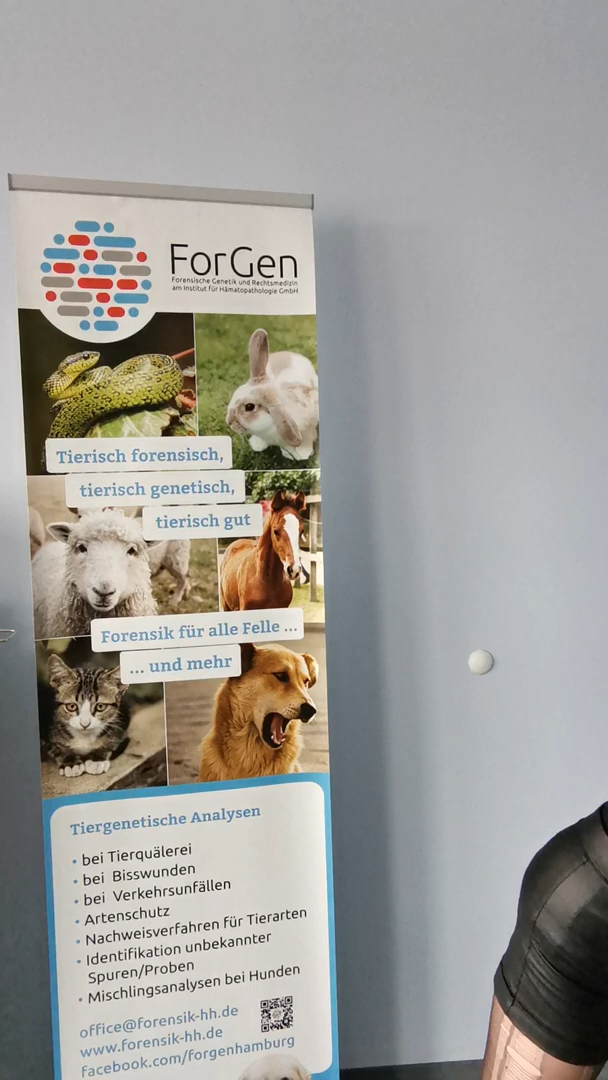 ForGen
Forensische Genetik und Rechtsmedizin
am Institut für Hämatopathologie GmbH
Tierisch forensisch,
tierisch genetisch,
tierisch gut
Forensik für alle Felle ...
... und mehr
Tiergenetische Analysen
• bei Tierquälerei
• bei Bisswunden
• bei Verkehrsunfällen
• Artenschutz
• Nachweisverfahren für Tierarten
• Identifikation unbekannter
Spuren/Proben
• Mischlingsanalysen bei Hunden
office@forensik-hh.de
www.forensik-hh.de
facebook.com/forgenhamburg